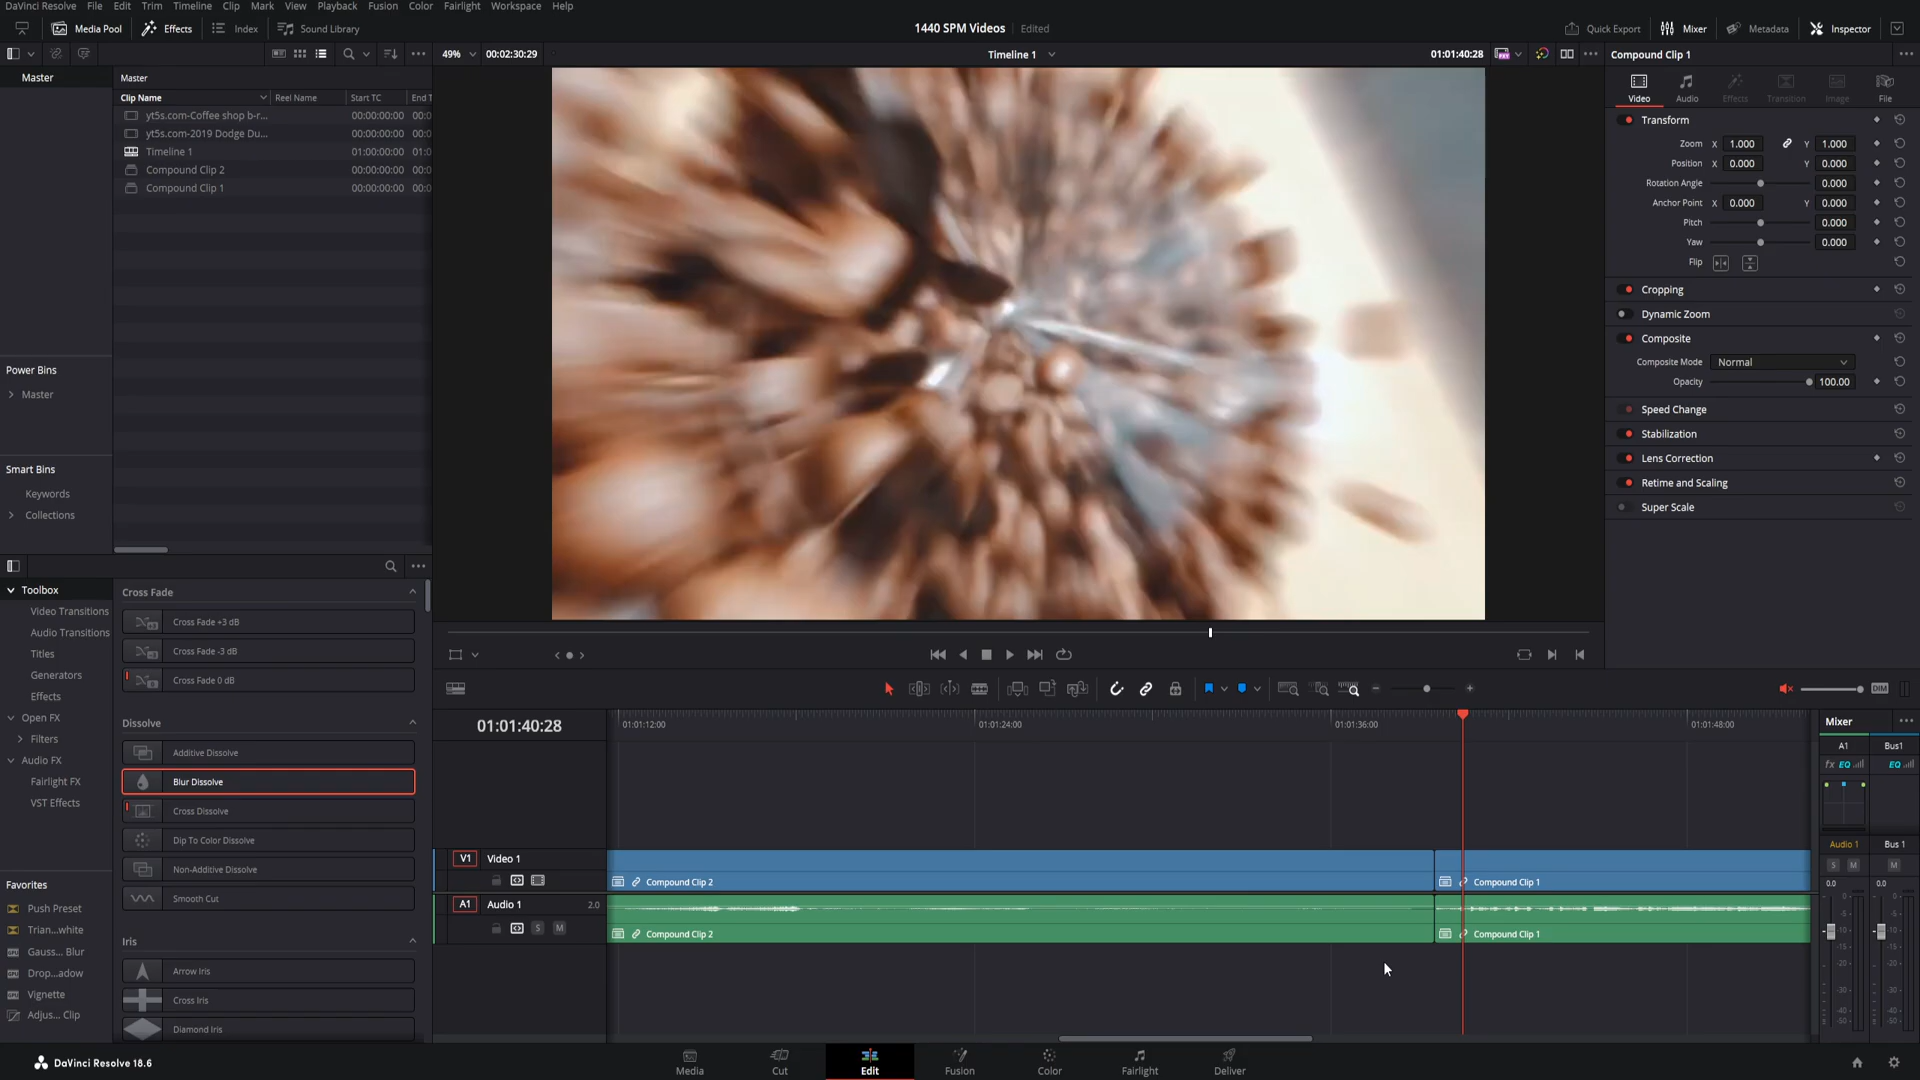 DaVinci Resolve File Edit Trim Timeline Clip Mark View Playback Fusion Color Fairlight Workspace Help
Media Pool Effects Index Sound Library 1440 SPM Videos Edited Quick Export Mixer Metadata Inspector
49% 00:02:30:29 Timeline 1 01:01:40:28 Compound Clip 1
Master
Master
Clip Name Reel Name Start TC End T
yt5s.com-Coffee shop b-r... 00:00:00:00 00:0
yt5s.com-2019 Dodge Du... 00:00:00:00 00:0
Timeline 1 01:00:00:00 01:0
Compound Clip 2 00:00:00:00 00:0
Compound Clip 1 00:00:00:00 00:0
Power Bins
Master
Smart Bins
Keywords
Collections
Video Audio Effects Transition Image File
Transform
Zoom X 1.000 Y 1.000
Position X 0.000 Y 0.000
Rotation Angle 0.000
Anchor Point X 0.000 Y 0.000
Pitch 0.000
Yaw 0.000
Flip
Cropping
Dynamic Zoom
Composite
Composite Mode Normal
Opacity 100.00
Speed Change
Stabilization
Lens Correction
Retime and Scaling
Super Scale
Toolbox
Video Transitions
Audio Transitions
Titles
Generators
Effects
Open FX
Filters
Audio FX
Fairlight FX
VST Effects
Favorites
Push Preset
Trian...white
Gauss... Blur
Drop...adow
Vignette
Adjus... Clip
Cross Fade
Cross Fade +3 dB
Cross Fade -3 dB
Cross Fade 0 dB
Dissolve
Additive Dissolve
Blur Dissolve
Cross Dissolve
Dip To Color Dissolve
Non-Additive Dissolve
Smooth Cut
Iris
Arrow Iris
Cross Iris
Diamond Iris
DIM
01:01:40:28 01:01:12:00 01:01:24:00 01:01:36:00 01:01:48:00
V1 Video 1
Compound Clip 2 Compound Clip 1
A1 Audio 1 2.0
S M
Compound Clip 2 Compound Clip 1
Mixer
A1 Bus1
fx EQ EQ
Audio 1 Bus 1
S M M
0.0 0.0
DaVinci Resolve 18.6
Media Cut Edit Fusion Color Fairlight Deliver